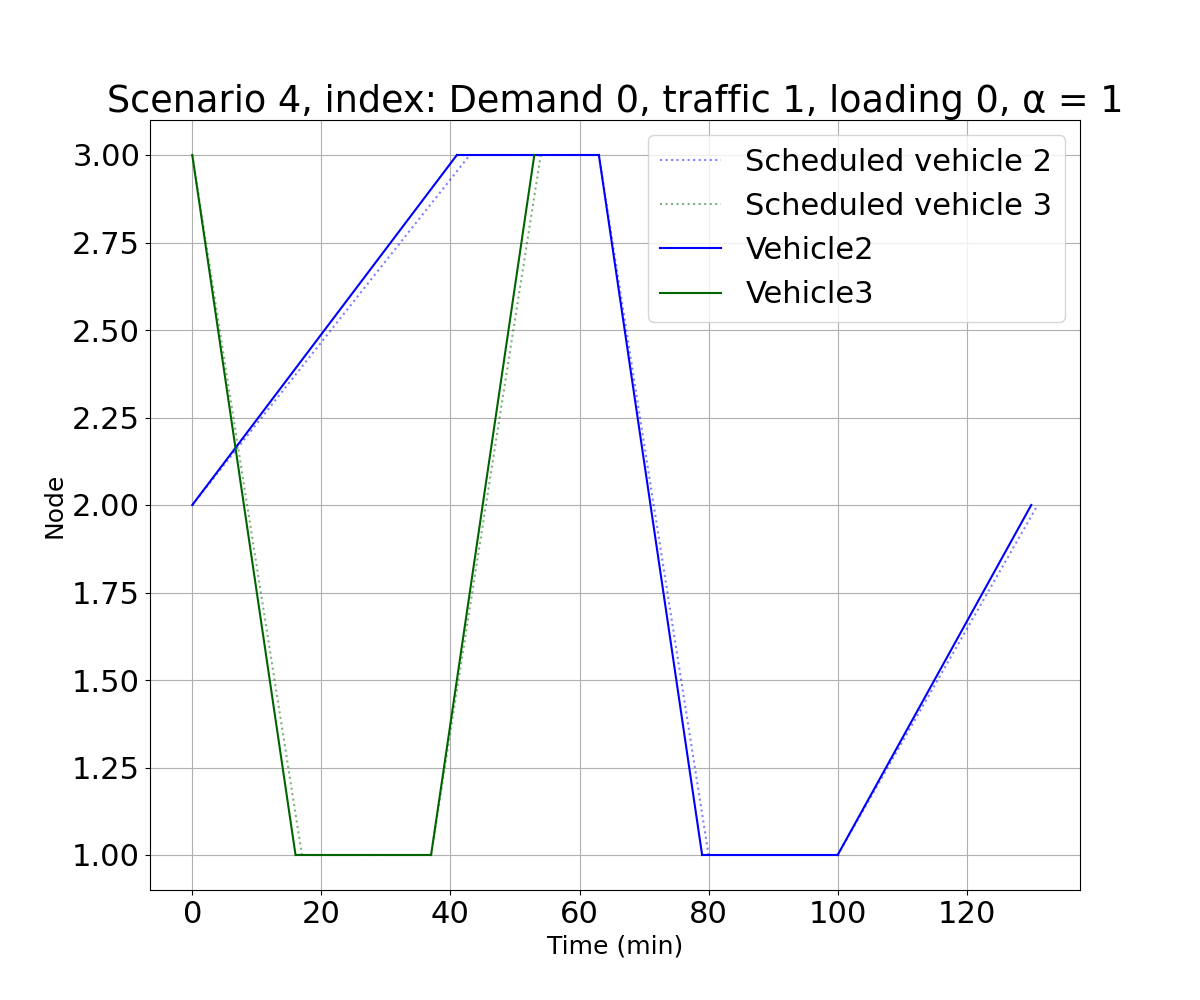 Scenario 4, index: Demand 0, traffic 1, loading 0, α = 1
Scheduled vehicle 2
Scheduled vehicle 3
Vehicle2
Vehicle3
3.00
2.75
2.50
2.25
2.00
1.75
1.50
1.25
1.00
Node
0 20 40 60 80 100 120
Time (min)